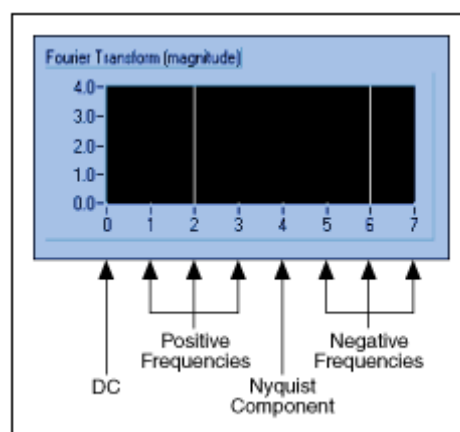 Fourier Transform (magnitude)
4.0
3.0
2.0
1.0
0.0
0 1 2 3 4 5 6 7
Positive
Frequencies
Negative
Frequencies
DC
Nyquist
Component